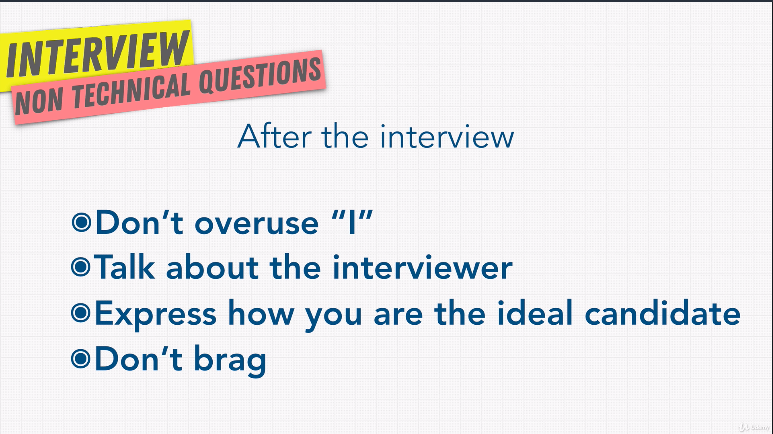 INTERVIEW
NON TECHNICAL QUESTIONS
After the interview
◉Don't overuse “I”
◉Talk about the interviewer
◉Express how you are the ideal candidate
◉Don't brag